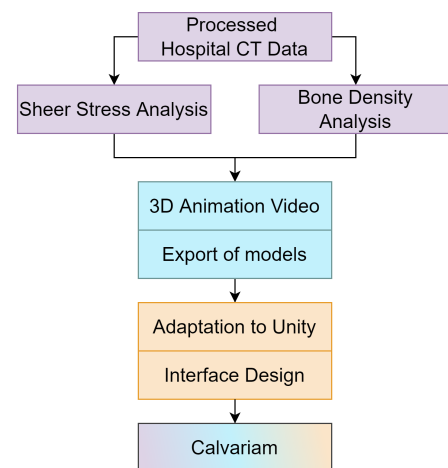 Processed
Hospital CT Data
Sheer Stress Analysis
Bone Density
Analysis
3D Animation Video
Export of models
Adaptation to Unity
Interface Design
Calvariam